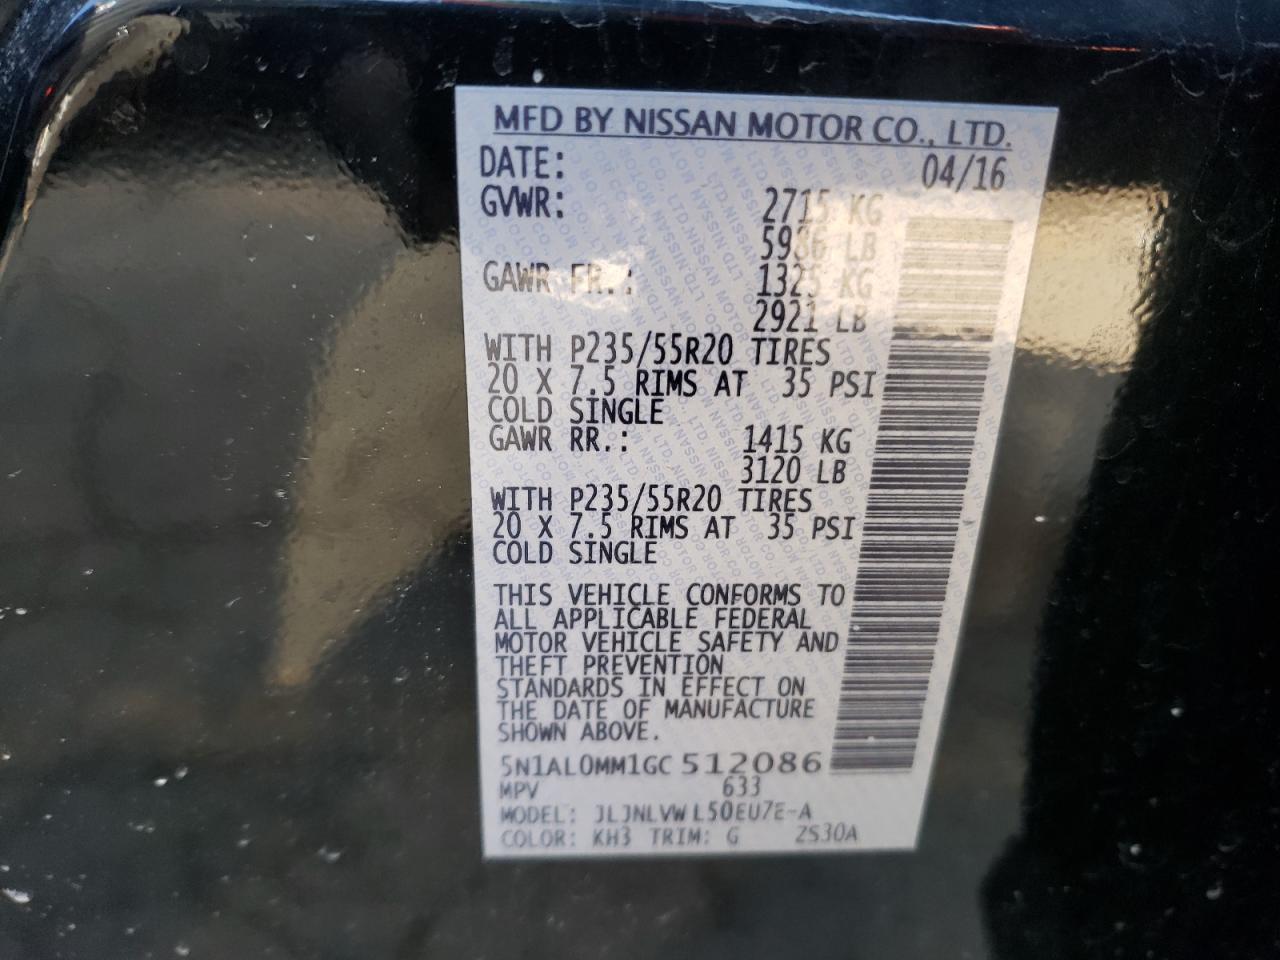 MFD BY NISSAN MOTOR CO., LTD.
DATE: 04/16
GVWR: 2715 KG
5986 LB
GAWR FR.: 1325 KG
2921 LB
WITH P235/55R20 TIRES
20 X 7.5 RIMS AT 35 PSI
COLD SINGLE
GAWR RR.: 1415 KG
3120 LB
WITH P235/55R20 TIRES
20 X 7.5 RIMS AT 35 PSI
COLD SINGLE
THIS VEHICLE CONFORMS TO
ALL APPLICABLE FEDERAL
MOTOR VEHICLE SAFETY AND
THEFT PREVENTION
STANDARDS IN EFFECT ON
THE DATE OF MANUFACTURE
SHOWN ABOVE.
5N1AL0MM1GC 512086
MPV 633
MODEL: JLJNLVW L50EU7E-A
COLOR: KH3 TRIM: G 2S30A